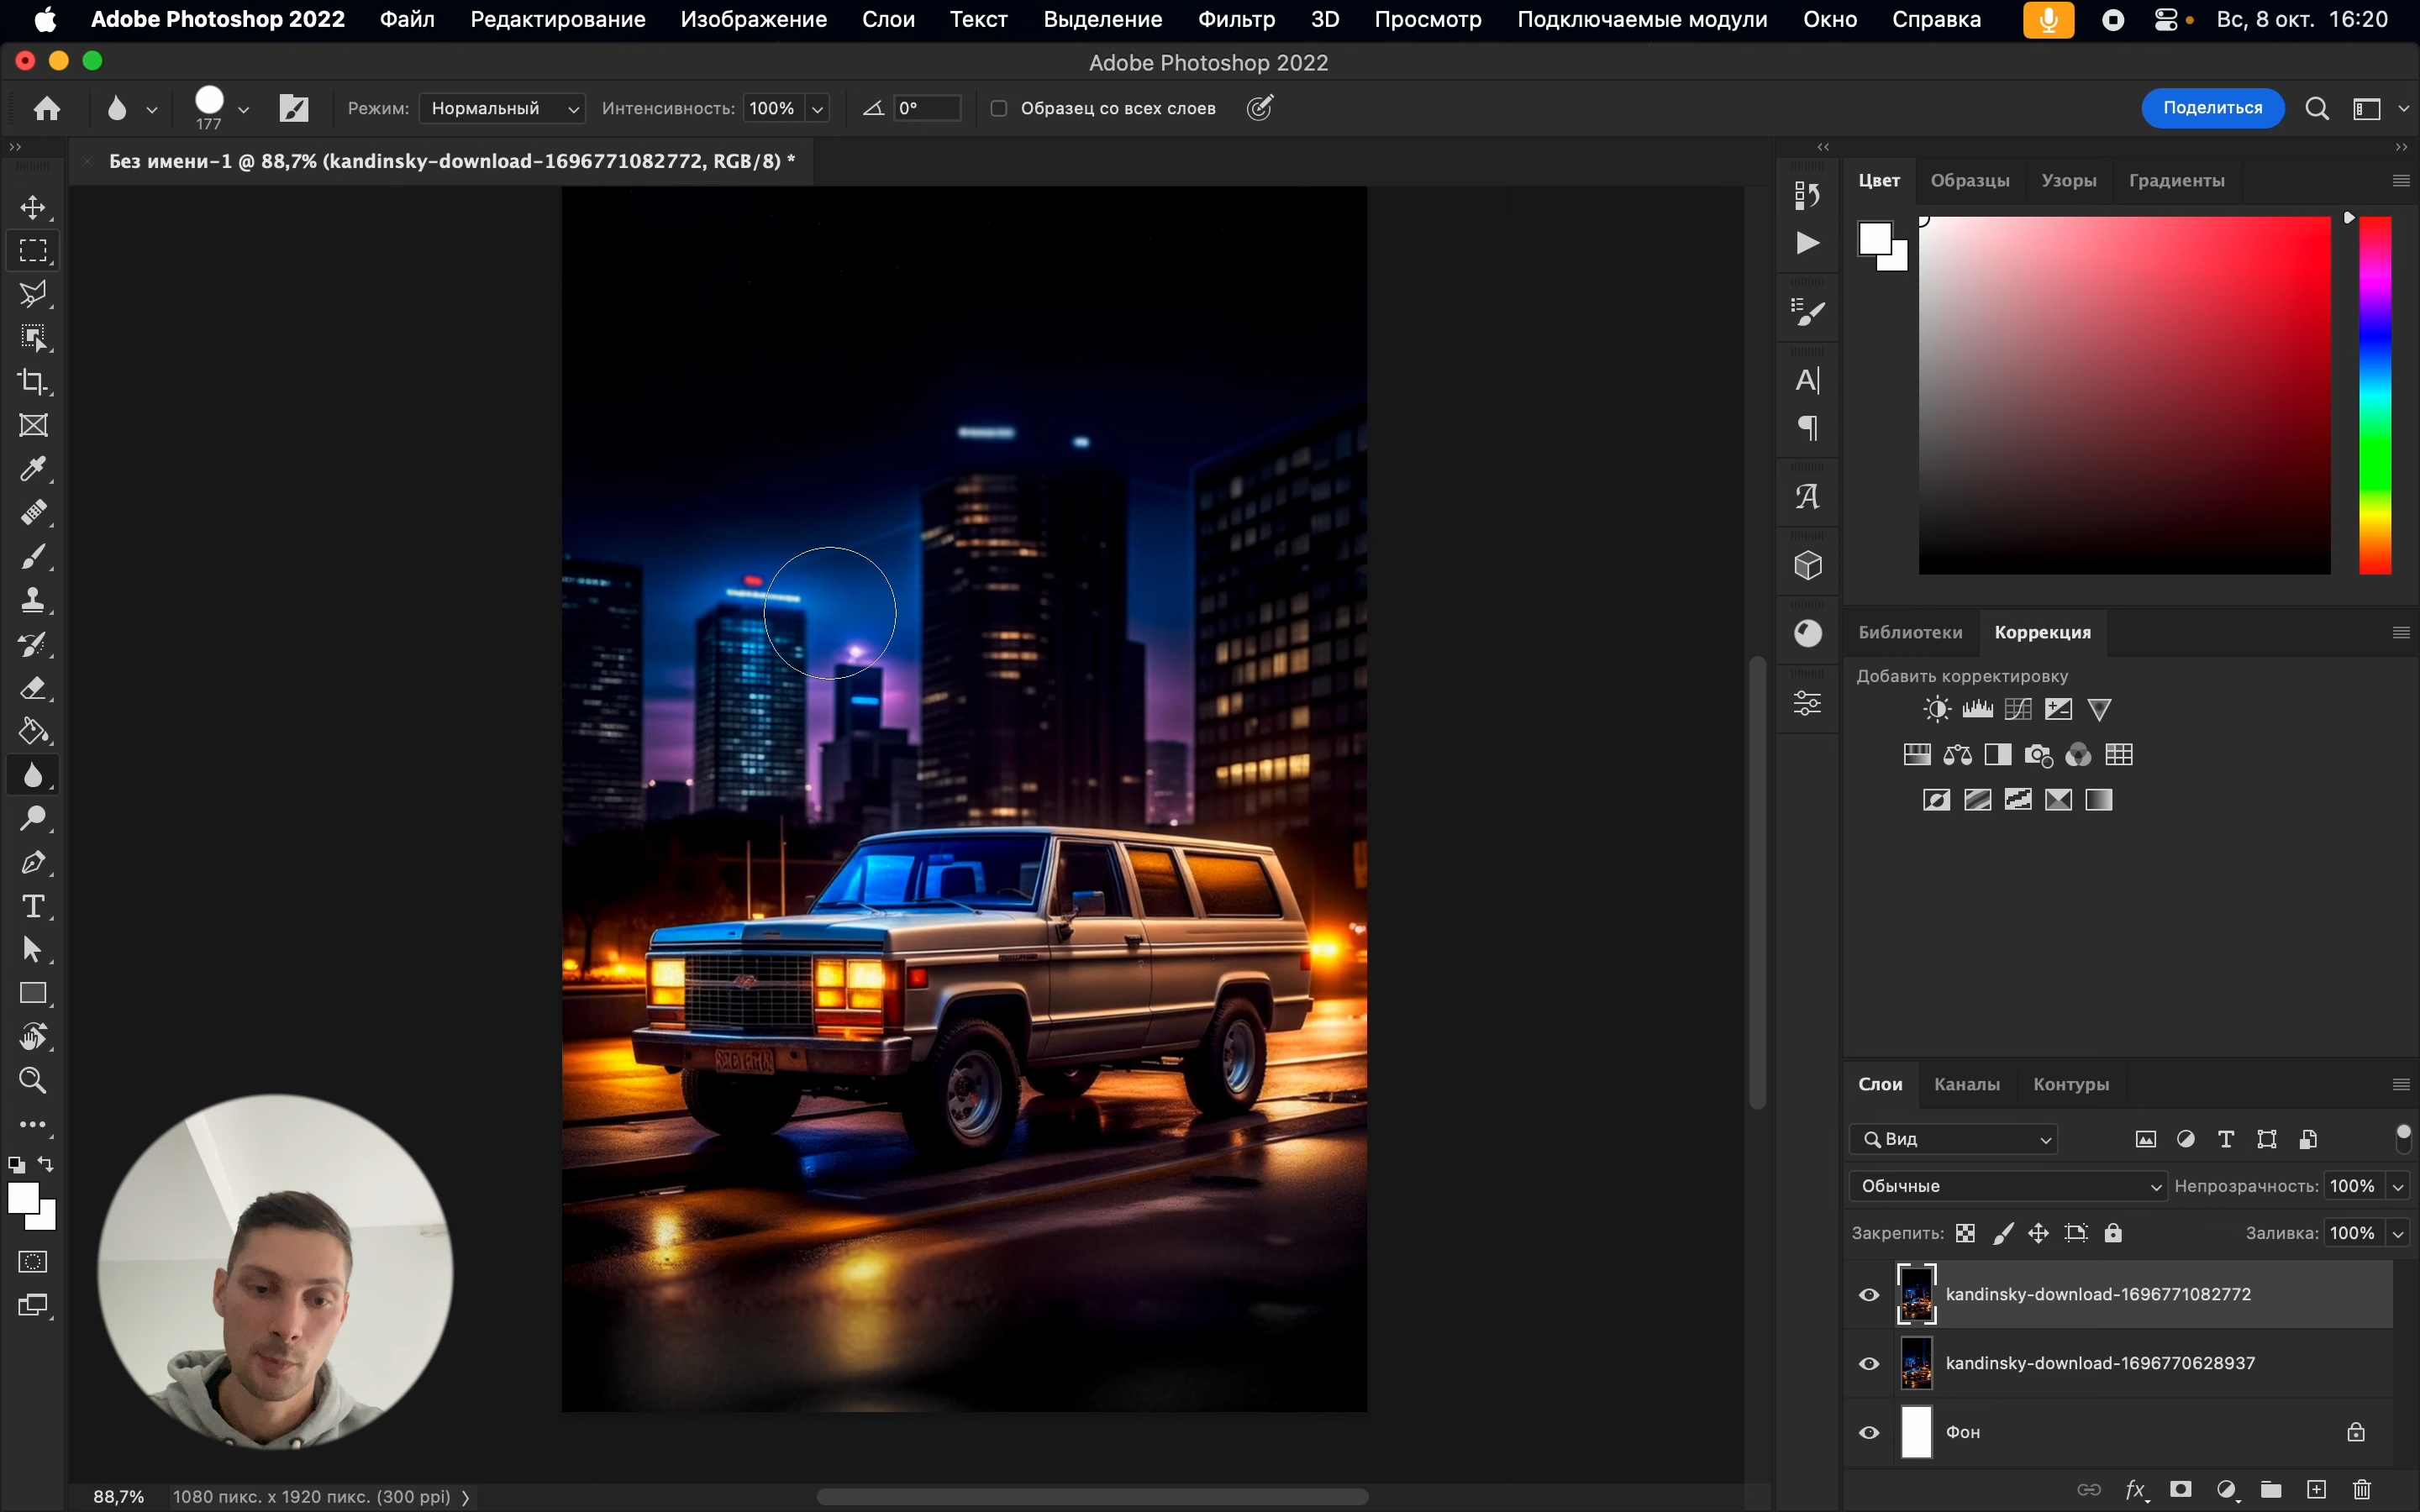 Adobe Photoshop 2022 Файл Редактирование Изображение Слои Текст Выделение Фильтр 3D Просмотр Подключаемые модули Окно Справка Вс, 8 окт. 16:20
Adobe Photoshop 2022
177 Режим: Нормальный Интенсивность: 100% 0° Образец со всех слоев Поделиться
Без имени-1 @ 88,7% (kandinsky-download-1696771082772, RGB/8) *
Цвет Образцы Узоры Градиенты
Библиотеки Коррекция
Добавить корректировку
Слои Каналы Контуры
Вид
Обычные Непрозрачность: 100%
Закрепить: Заливка: 100%
kandinsky-download-1696771082772
kandinsky-download-1696770628937
Фон
88,7% 1080 пикс. x 1920 пикс. (300 ppi)